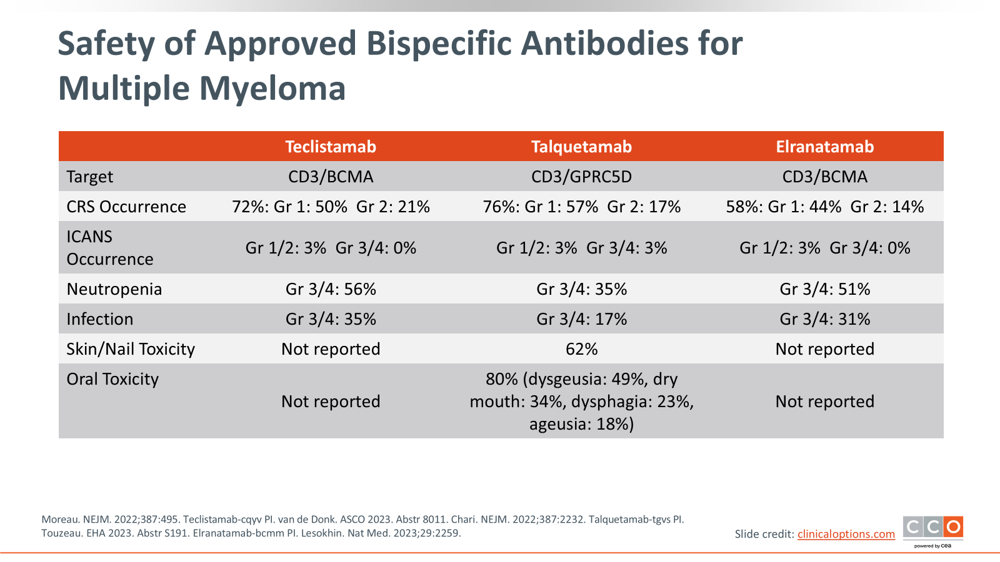 Safety of Approved Bispecific Antibodies for
Multiple Myeloma
Teclistamab Talquetamab Elranatamab
Target CD3/BCMA CD3/GPRC5D CD3/BCMA
CRS Occurrence 72%: Gr 1: 50% Gr 2: 21% 76%: Gr 1: 57% Gr 2: 17% 58%: Gr 1: 44% Gr 2: 14%
ICANS
Occurrence Gr 1/2: 3% Gr 3/4: 0% Gr 1/2: 3% Gr 3/4: 3% Gr 1/2: 3% Gr 3/4: 0%
Neutropenia Gr 3/4: 56% Gr 3/4: 35% Gr 3/4: 51%
Infection Gr 3/4: 35% Gr 3/4: 17% Gr 3/4: 31%
Skin/Nail Toxicity Not reported 62% Not reported
Oral Toxicity Not reported 80% (dysgeusia: 49%, dry
mouth: 34%, dysphagia: 23%,
ageusia: 18%) Not reported
Moreau. NEJM. 2022;387:495. Teclistamab-cqyv PI. van de Donk. ASCO 2023. Abstr 8011. Chari. NEJM. 2022;387:2232. Talquetamab-tgvs PI.
Touzeau. EHA 2023. Abstr S191. Elranatamab-bcmm PI. Lesokhin. Nat Med. 2023;29:2259.
Slide credit: clinicaloptions.com
CCO
powered by cea